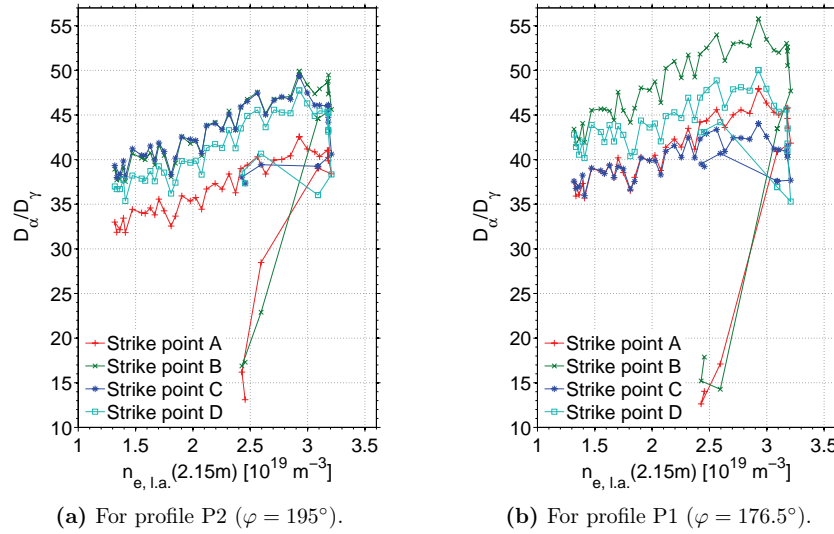 55
50
45
40
35
30
25
20
15
10
D_α/D_γ
Strike point A
Strike point B
Strike point C
Strike point D
1 1.5 2 2.5 3 3.5
n_{e, l.a.}(2.15m) [10^{19} m^{-3}]
(a) For profile P2 (φ = 195°).
55
50
45
40
35
30
25
20
15
10
D_α/D_γ
Strike point A
Strike point B
Strike point C
Strike point D
1 1.5 2 2.5 3 3.5
n_{e, l.a.}(2.15m) [10^{19} m^{-3}]
(b) For profile P1 (φ = 176.5°).